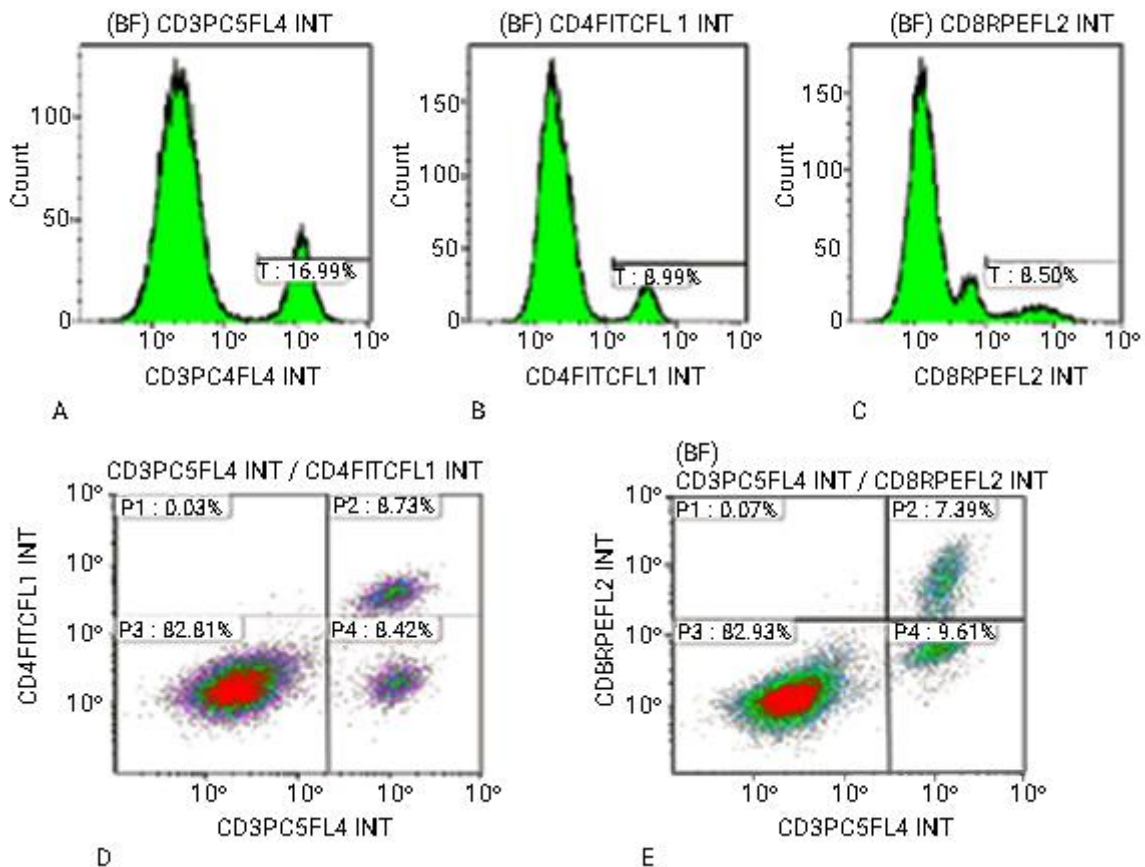 (BF) CD3PC5FL4 INT
100
50
0
Count
T : 16.99%
10° 10° 10°
CD3PC4FL4 INT
A
(BF) CD4FITCFL 1 INT
150
100
50
0
Count
T : 8.99%
10° 10° 10°
CD4FITCFL1 INT
B
(BF) CD8RPEFL2 INT
150
100
50
0
Count
T : 8.50%
10° 10° 10°
CD8RPEFL2 INT
C
CD3PC5FL4 INT / CD4FITCFL1 INT
P1 : 0.03%
P2 : 8.73%
P3 : 82.81%
P4 : 8.42%
10°
10°
10°
10°
CD4FITCFL1 INT
10° 10° 10°
CD3PC5FL4 INT
D
(BF)
CD3PC5FL4 INT / CD8RPEFL2 INT
P1 : 0.07%
P2 : 7.39%
P3 : 82.93%
P4 : 9.61%
10°
10°
10°
10°
CD8RPEFL2 INT
10° 10° 10°
CD3PC5FL4 INT
E